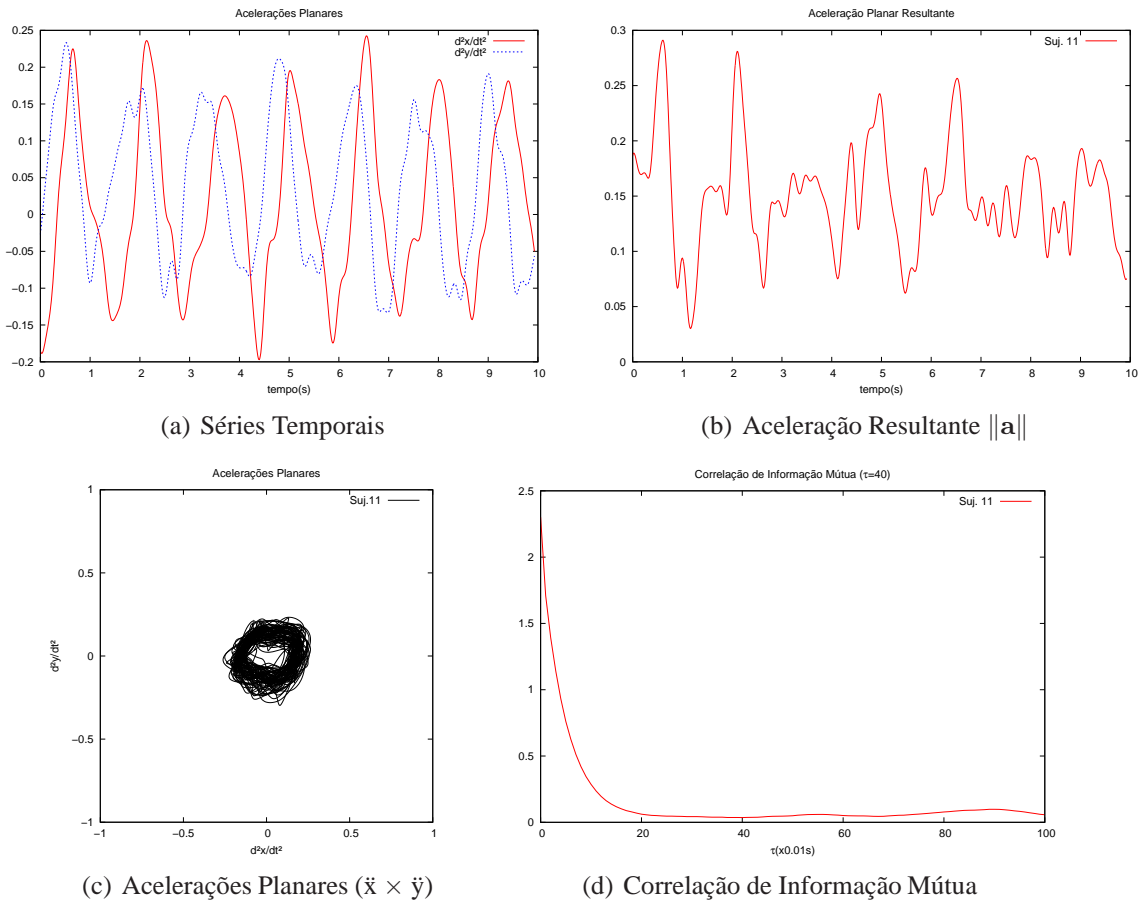 Acelerações Planares
d²x/dt²
d²y/dt²
0.25
0.2
0.15
0.1
0.05
0
−0.05
−0.1
−0.15
−0.2
0 1 2 3 4 5 6 7 8 9 10
tempo(s)
(a) Séries Temporais
Aceleração Planar Resultante
Suj. 11
0.3
0.25
0.2
0.15
0.1
0.05
0
0 1 2 3 4 5 6 7 8 9 10
tempo(s)
(b) Aceleração Resultante ‖a‖
Acelerações Planares
Suj.11
1
0.5
0
−0.5
−1
d²y/dt²
−1 −0.5 0 0.5 1
d²x/dt²
(c) Acelerações Planares (ẍ × ÿ)
Correlação de Informação Mútua (τ=40)
Suj. 11
2.5
2
1.5
1
0.5
0
0 20 40 60 80 100
τ(x0.01s)
(d) Correlação de Informação Mútua